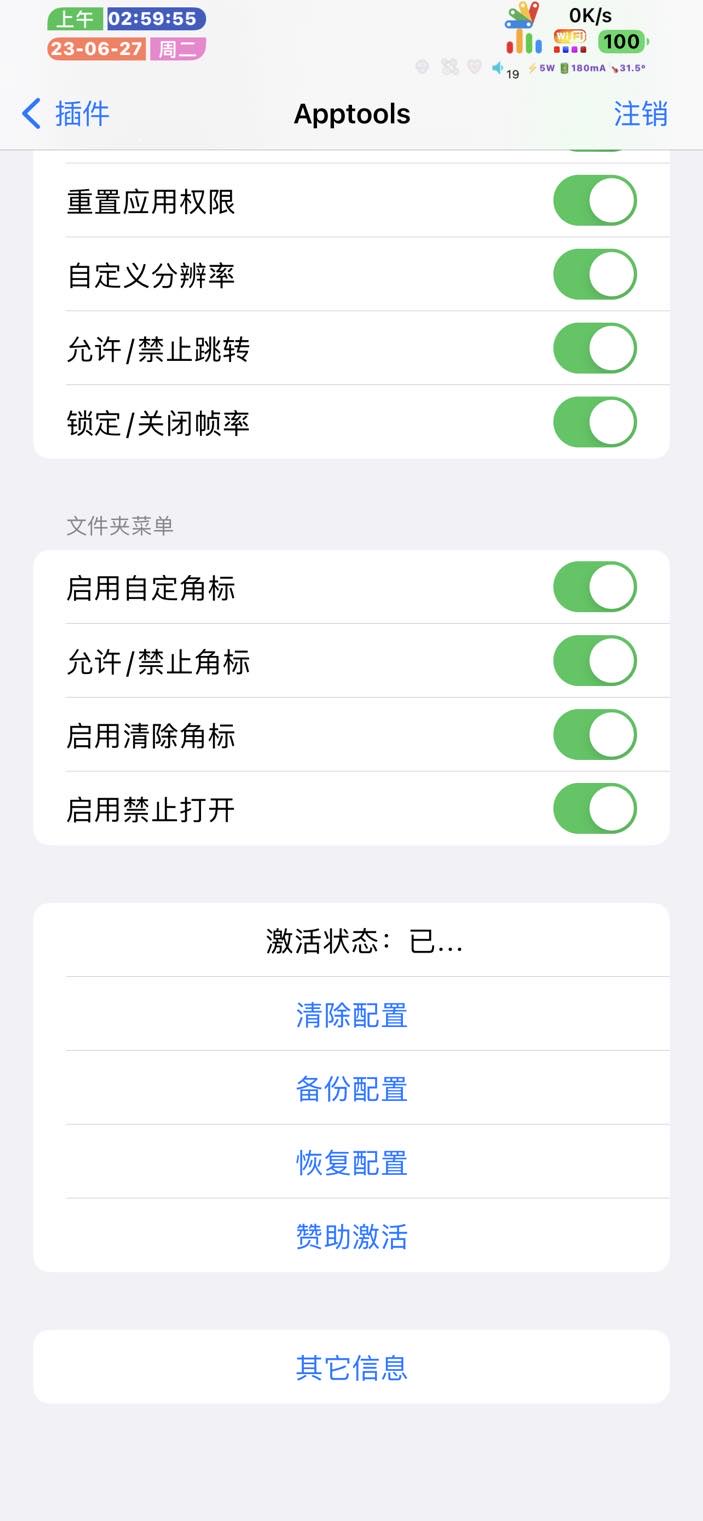 上午 02:59:55
23-06-27 周二
0K/s
WiFi
100
19 5W 180mA 31.5°
插件 Apptools 注销
重置应用权限
自定义分辨率
允许/禁止跳转
锁定/关闭帧率
文件夹菜单
启用自定角标
允许/禁止角标
启用清除角标
启用禁止打开
激活状态：已...
清除配置
备份配置
恢复配置
赞助激活
其它信息